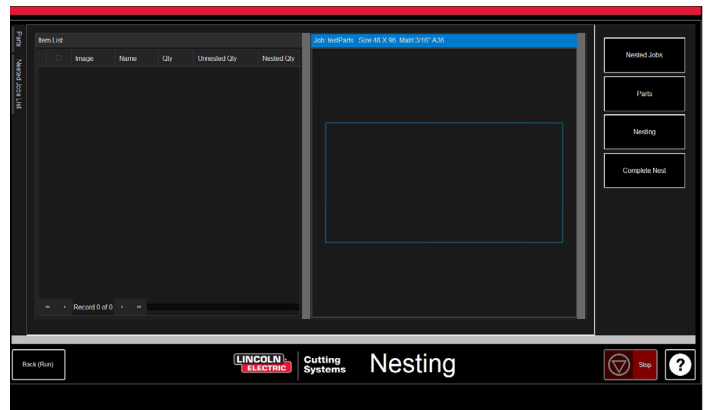 Parts
Nested Jobs List
Item List
Image Name Qty Unnested Qty Nested Qty
Record 0 of 0
Job: testParts Size:48 X 96 Matrl:3/16" A36
Nested Jobs
Parts
Nesting
Complete Nest
Back (Run)
LINCOLN
ELECTRIC
Cutting
Systems
Nesting
Stop
?